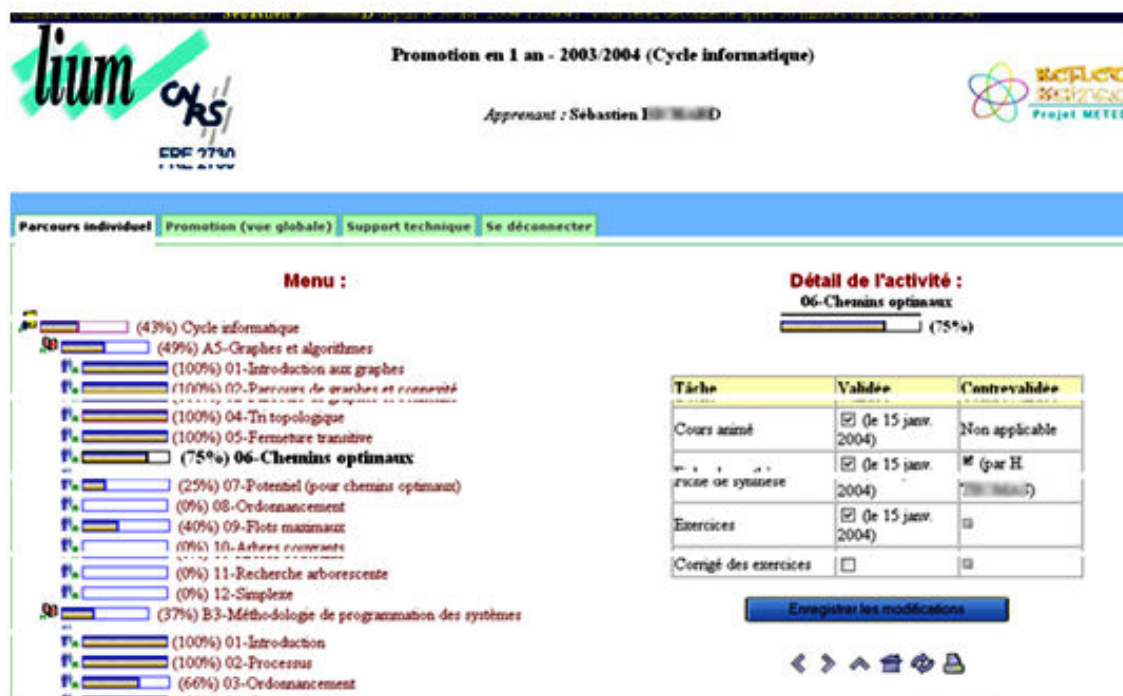 lium
CNRS
FRE 2730
Promotion en 1 an - 2003/2004 (Cycle informatique)
Apprenant : Sébastien
Projet METEO
Parcours individuel Promotion (vue globale) Support technique Se déconnecter
Menu :
(43%) Cycle informatique
(49%) A5-Graphes et algorithmes
(100%) 01-Introduction aux graphes
(100%) 02-Parcours de graphes et connexité
(100%) 04-Tri topologique
(100%) 05-Fermeture transitive
(75%) 06-Chemins optimaux
(25%) 07-Potentiel (pour chemins optimaux)
(0%) 08-Ordonnancement
(40%) 09-Flots maximaux
(0%) 10-Arbres couvrants
(0%) 11-Recherche arborescente
(0%) 12-Simplexe
(37%) B3-Méthodologie de programmation des systèmes
(100%) 01-Introduction
(100%) 02-Processus
(66%) 03-Ordonnancement
Détail de l'activité :
06-Chemins optimaux
(75%)
Tâche Validée Contrevalidée
Cours animé (le 15 janv. 2004) Non applicable
Fiche de synthèse (le 15 janv. 2004) (par H.
Exercices (le 15 janv. 2004)
Corrigé des exercices
Enregistrer les modifications